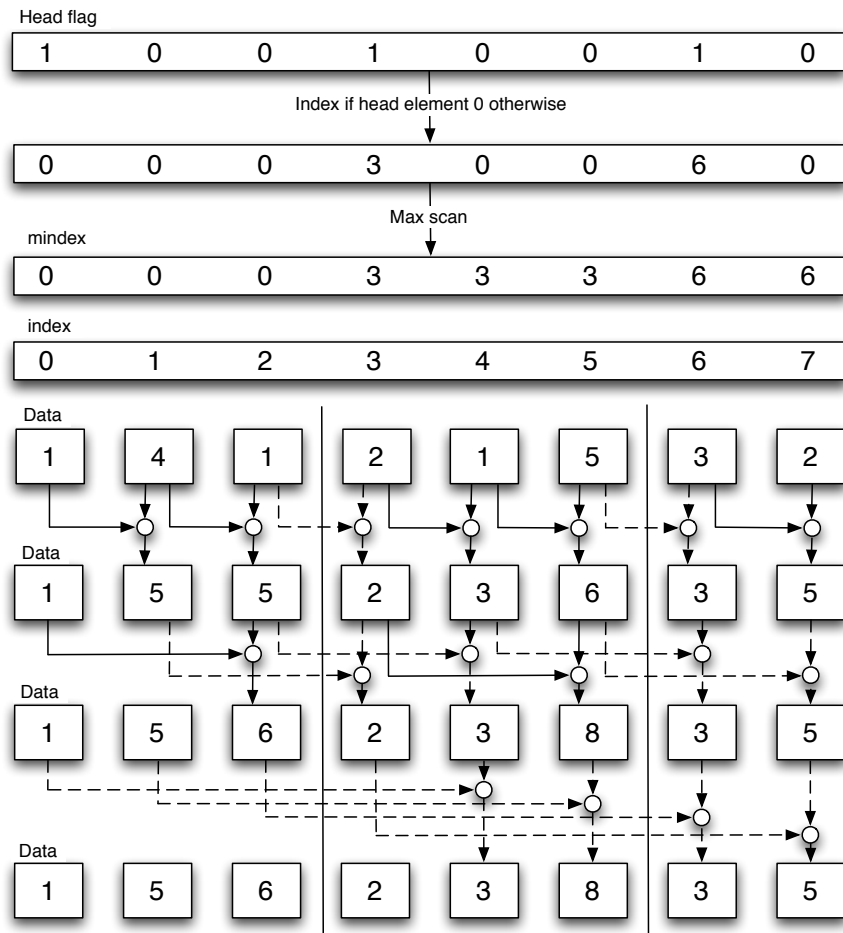 Head flag
1 0 0 1 0 0 1 0
Index if head element 0 otherwise
0 0 0 3 0 0 6 0
Max scan
mindex
0 0 0 3 3 3 6 6
index
0 1 2 3 4 5 6 7
Data
1 4 1 2 1 5 3 2
Data
1 5 5 2 3 6 3 5
Data
1 5 6 2 3 8 3 5
Data
1 5 6 2 3 8 3 5